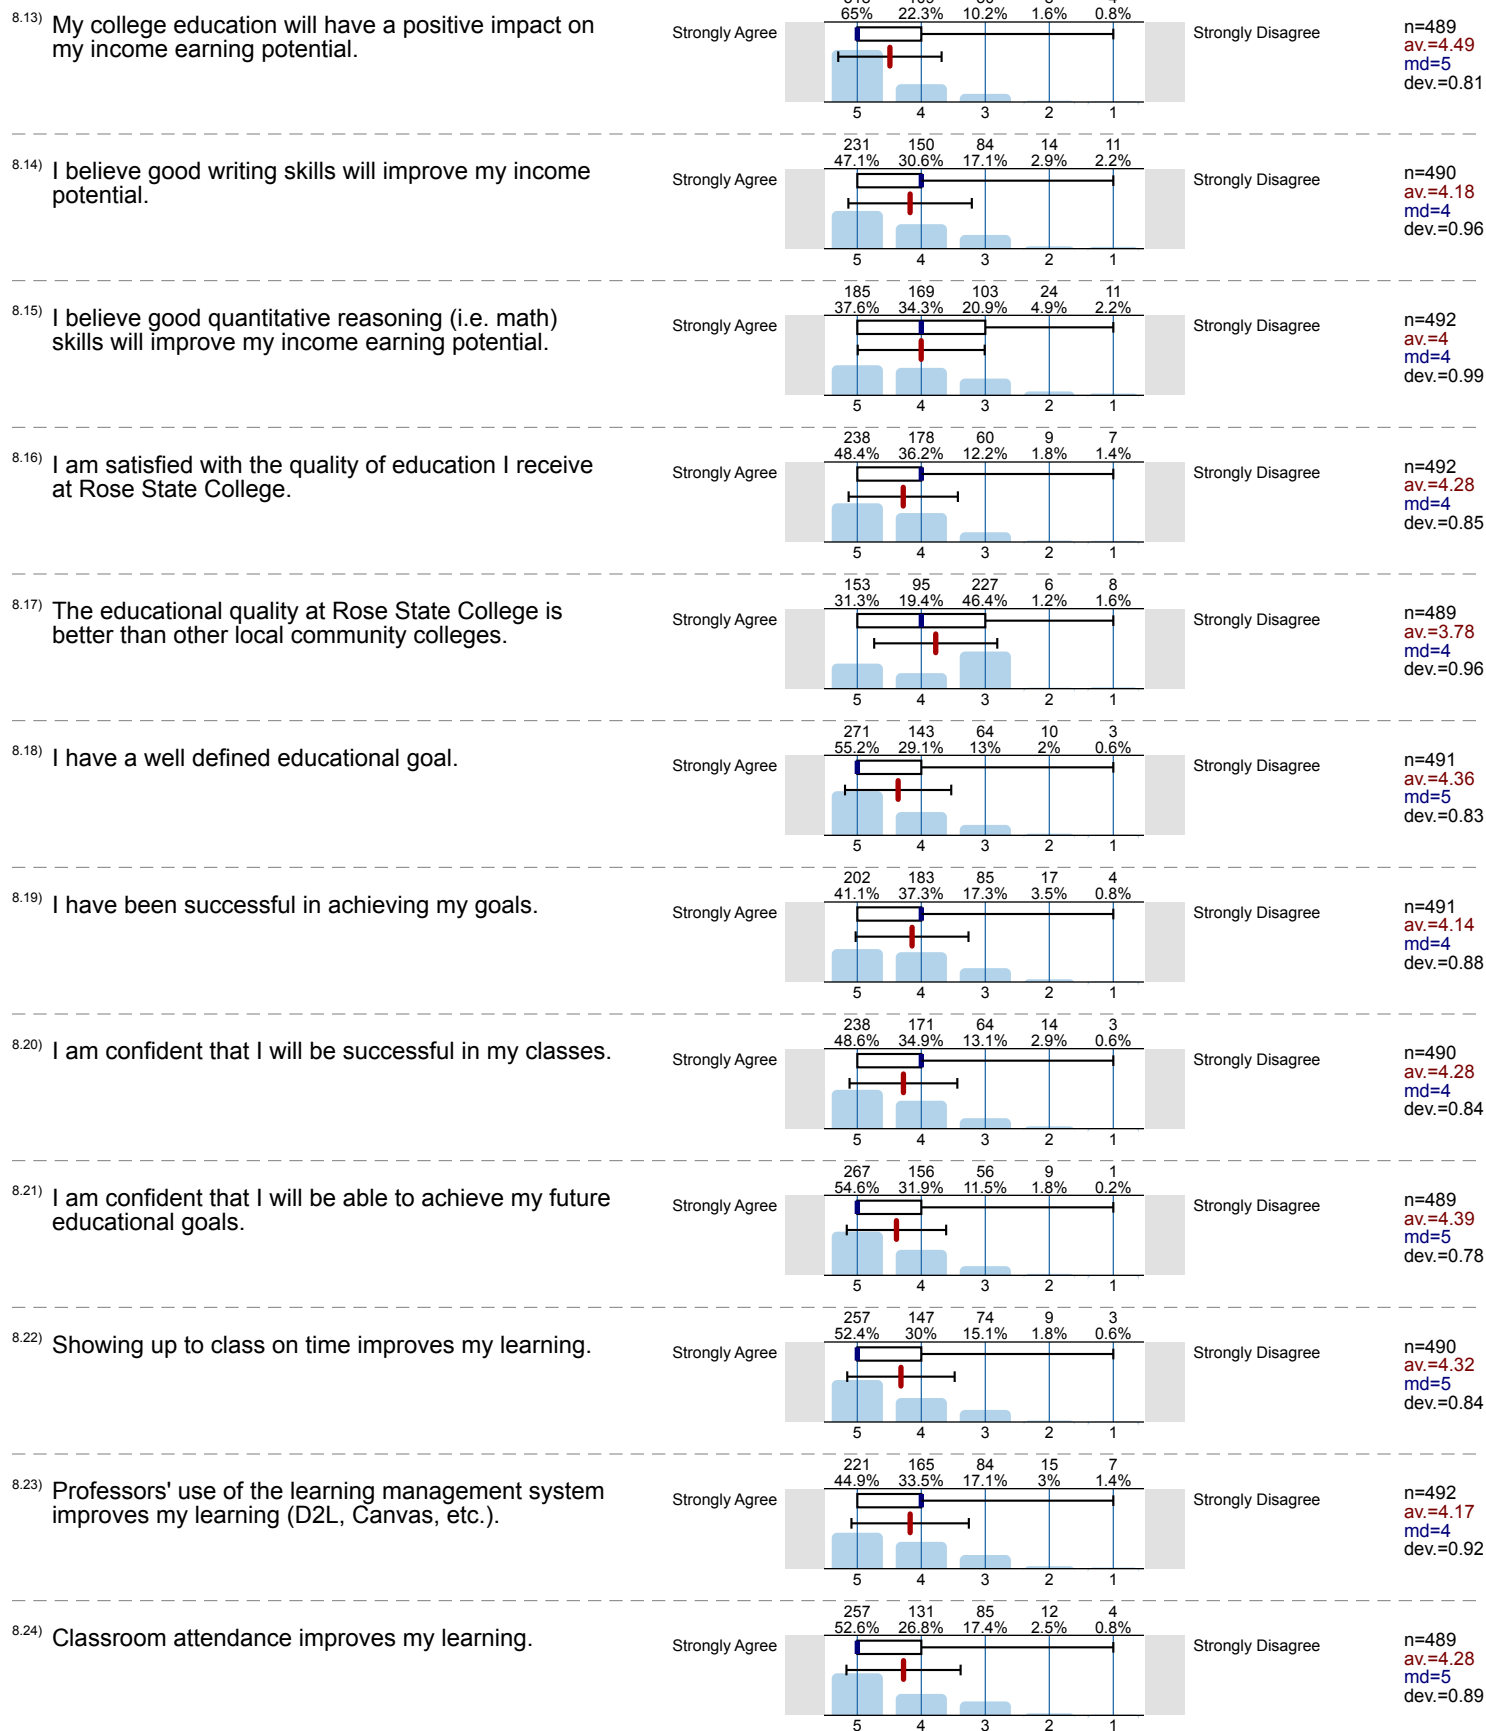 8.13) My college education will have a positive impact on
my income earning potential.
65% 22.3% 10.2% 1.6% 0.8%
Strongly Agree Strongly Disagree
n=489
av.=4.49
md=5
dev.=0.81
5 4 3 2 1
8.14) I believe good writing skills will improve my income
potential.
231 150 84 14 11
47.1% 30.6% 17.1% 2.9% 2.2%
Strongly Agree Strongly Disagree
n=490
av.=4.18
md=4
dev.=0.96
5 4 3 2 1
8.15) I believe good quantitative reasoning (i.e. math)
skills will improve my income earning potential.
185 169 103 24 11
37.6% 34.3% 20.9% 4.9% 2.2%
Strongly Agree Strongly Disagree
n=492
av.=4
md=4
dev.=0.99
5 4 3 2 1
8.16) I am satisfied with the quality of education I receive
at Rose State College.
238 178 60 9 7
48.4% 36.2% 12.2% 1.8% 1.4%
Strongly Agree Strongly Disagree
n=492
av.=4.28
md=4
dev.=0.85
5 4 3 2 1
8.17) The educational quality at Rose State College is
better than other local community colleges.
153 95 227 6 8
31.3% 19.4% 46.4% 1.2% 1.6%
Strongly Agree Strongly Disagree
n=489
av.=3.78
md=4
dev.=0.96
5 4 3 2 1
8.18) I have a well defined educational goal.
271 143 64 10 3
55.2% 29.1% 13% 2% 0.6%
Strongly Agree Strongly Disagree
n=491
av.=4.36
md=5
dev.=0.83
5 4 3 2 1
8.19) I have been successful in achieving my goals.
202 183 85 17 4
41.1% 37.3% 17.3% 3.5% 0.8%
Strongly Agree Strongly Disagree
n=491
av.=4.14
md=4
dev.=0.88
5 4 3 2 1
8.20) I am confident that I will be successful in my classes.
238 171 64 14 3
48.6% 34.9% 13.1% 2.9% 0.6%
Strongly Agree Strongly Disagree
n=490
av.=4.28
md=4
dev.=0.84
5 4 3 2 1
8.21) I am confident that I will be able to achieve my future
educational goals.
267 156 56 9 1
54.6% 31.9% 11.5% 1.8% 0.2%
Strongly Agree Strongly Disagree
n=489
av.=4.39
md=5
dev.=0.78
5 4 3 2 1
8.22) Showing up to class on time improves my learning.
257 147 74 9 3
52.4% 30% 15.1% 1.8% 0.6%
Strongly Agree Strongly Disagree
n=490
av.=4.32
md=5
dev.=0.84
5 4 3 2 1
8.23) Professors' use of the learning management system
improves my learning (D2L, Canvas, etc.).
221 165 84 15 7
44.9% 33.5% 17.1% 3% 1.4%
Strongly Agree Strongly Disagree
n=492
av.=4.17
md=4
dev.=0.92
5 4 3 2 1
8.24) Classroom attendance improves my learning.
257 131 85 12 4
52.6% 26.8% 17.4% 2.5% 0.8%
Strongly Agree Strongly Disagree
n=489
av.=4.28
md=5
dev.=0.89
5 4 3 2 1